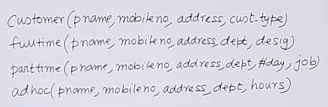 Customer (pname, mobileno, address, cust.type)
fulltime (pname, mobileno, address, dept, desig)
parttime (pname, mobileno, address, dept, #day, job)
adhoc (pname, mobileno, address, dept, hours)